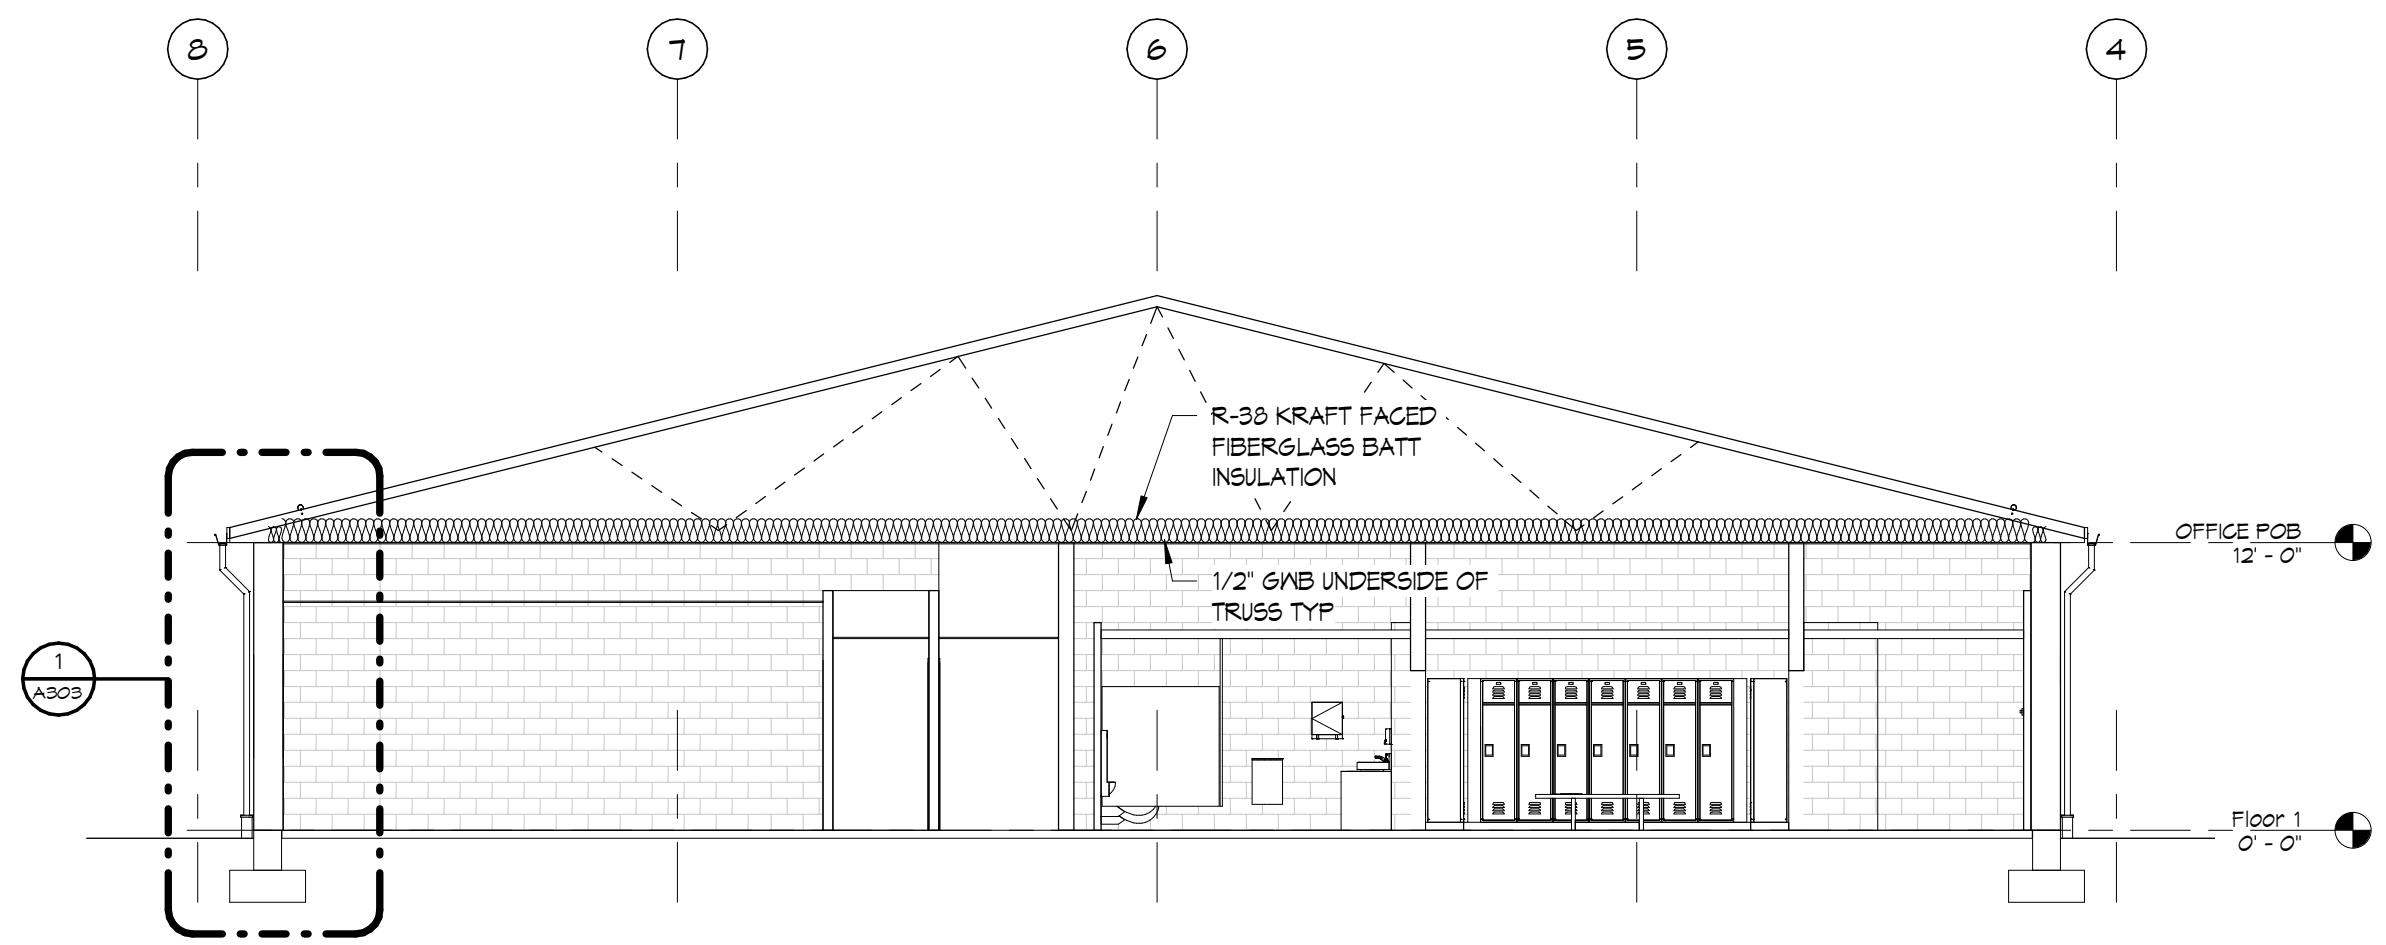 8
7
6
5
4
R-38 KRAFT FACED
FIBERGLASS BATT
INSULATION
OFFICE POB
12' - 0"
1/2" GWB UNDERSIDE OF
TRUSS TYP
1
A303
Floor 1
0' - 0"